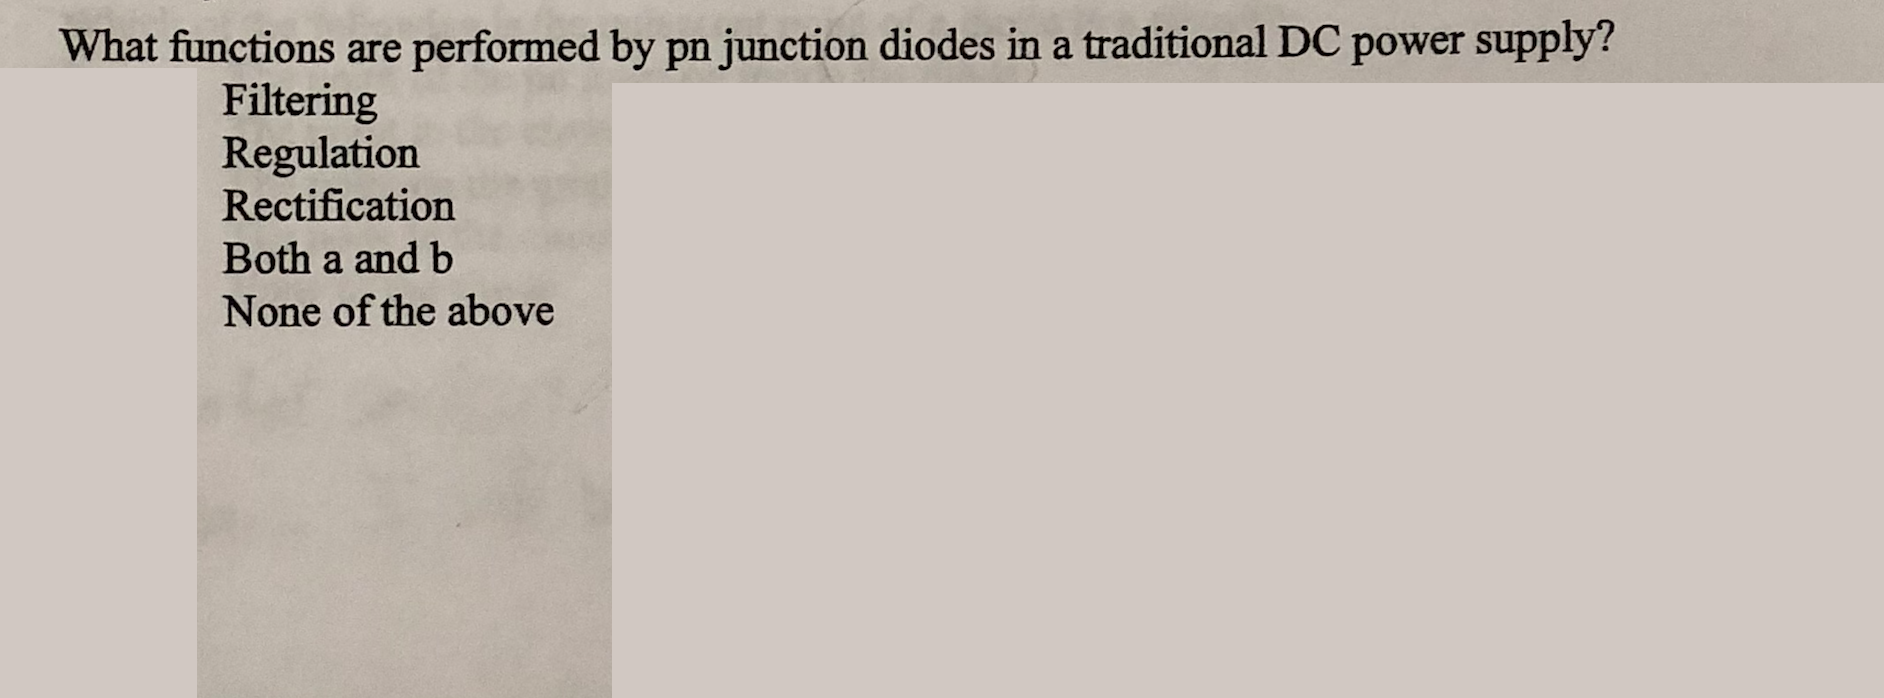 What functions are performed by pn junction diodes in a traditional DC power supply?
Filtering
Regulation
Rectification
Both a and b
None of the above